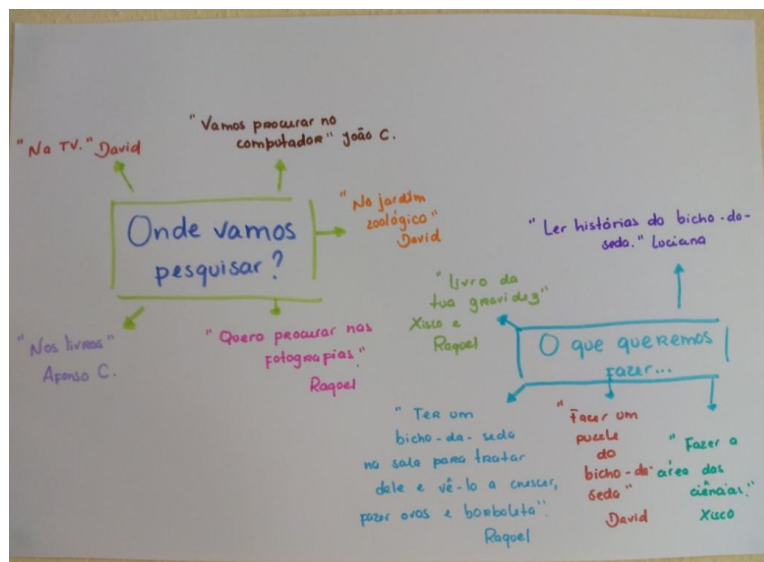 "Na TV." David
"Vamos procurar no
computador" João C.
"No jardim
zoológico"
David
Onde vamos
pesquisar?
"Nos livros"
Afonso C.
"Quero procurar nas
fotografias."
Raquel
"Ler histórias do bicho-da-
seda." Luciana
"livro da
tua gravidez"
Xisco e
Raquel
O que queremos
fazer...
"Ter um
bicho-da-seda
na sala para tratar
dele e vê-lo a crescer,
fazer ovos e borboleta".
Raquel
"Fazer um
puzzle
do
bicho-da-
seda"
David
"Fazer a
área das
ciências."
Xisco